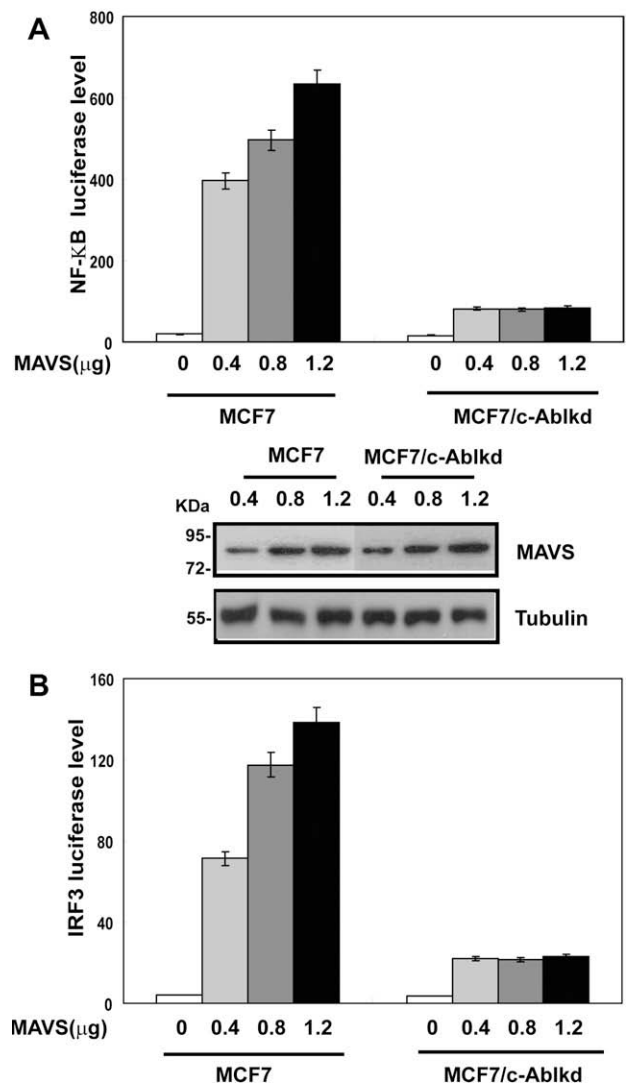 A
NF-KB luciferase level
800
600
400
200
0
MAVS(μg) 0 0.4 0.8 1.2 0 0.4 0.8 1.2
MCF7 MCF7/c-Ablkd
MCF7 MCF7/c-Ablkd
KDa 0.4 0.8 1.2 0.4 0.8 1.2
95-
72-
MAVS
55-
Tubulin
B
IRF3 luciferase level
160
120
80
40
0
MAVS(μg) 0 0.4 0.8 1.2 0 0.4 0.8 1.2
MCF7 MCF7/c-Ablkd